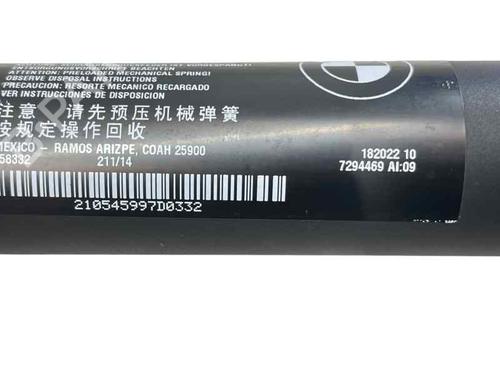 ENTSORGUNGSVORSCHRIFT BEACHTEN
ATTENTION: PRELOADED MECHANICAL SPRING!
OBSERVE DISPOSAL INSTRUCTIONS
PRECAUCION: RESORTE MECANICO RECARGADO
VER INSTRUCCIONES DE DISPOSICION
注意：请先预压机械弹簧
按规定操作回收
MEXICO - RAMOS ARIZPE, COAH 25900
58332 211/14
210545997D0332
182022 10
7294469 AI:09